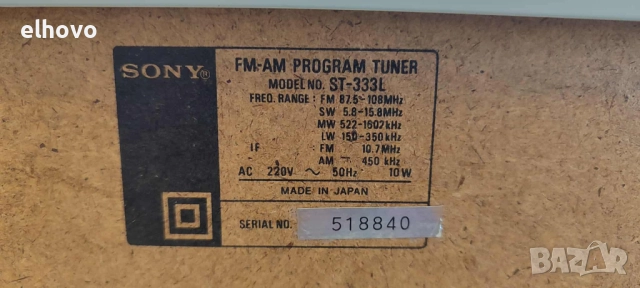 elhovo
SONY
FM-AM PROGRAM TUNER
MODEL NO. ST-333L
FREQ. RANGE : FM 87.5~108MHz
SW 5.8-15.8MHz
MW 522-1602kHz
LW 150-350kHz
IF : FM 10.7MHz
AM 450 kHz
AC 220V ~ 50Hz 10W
MADE IN JAPAN
SERIAL NO. 518840
BAZAR
bg